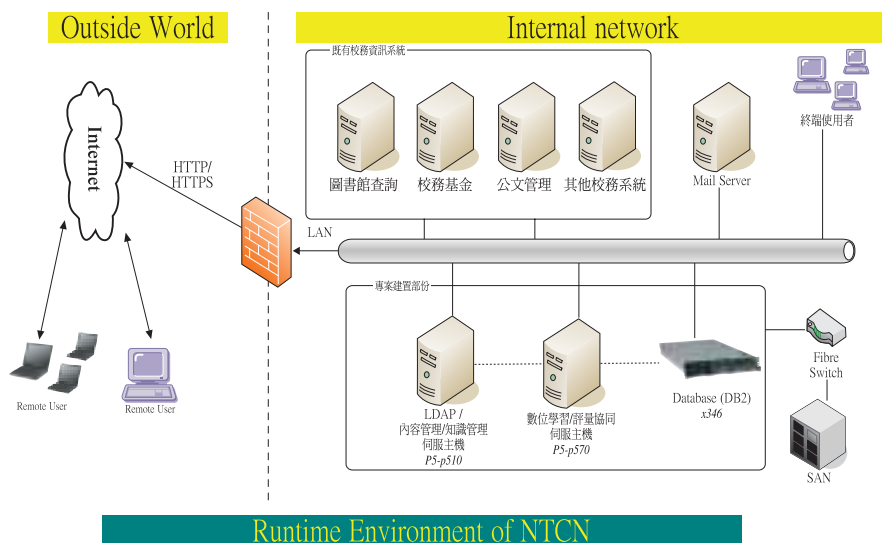 Outside World
Internal network
既有校務資訊系統
Internet
HTTP/
HTTPS
圖書館查詢
校務基金
公文管理
其他校務系統
Mail Server
終端使用者
LAN
專案建置部份
Remote User
Remote User
LDAP /
內容管理/知識管理
伺服主機
P5-p510
數位學習/評量協同
伺服主機
P5-p570
Database (DB2)
x346
Fibre
Switch
SAN
Runtime Environment of NTCN